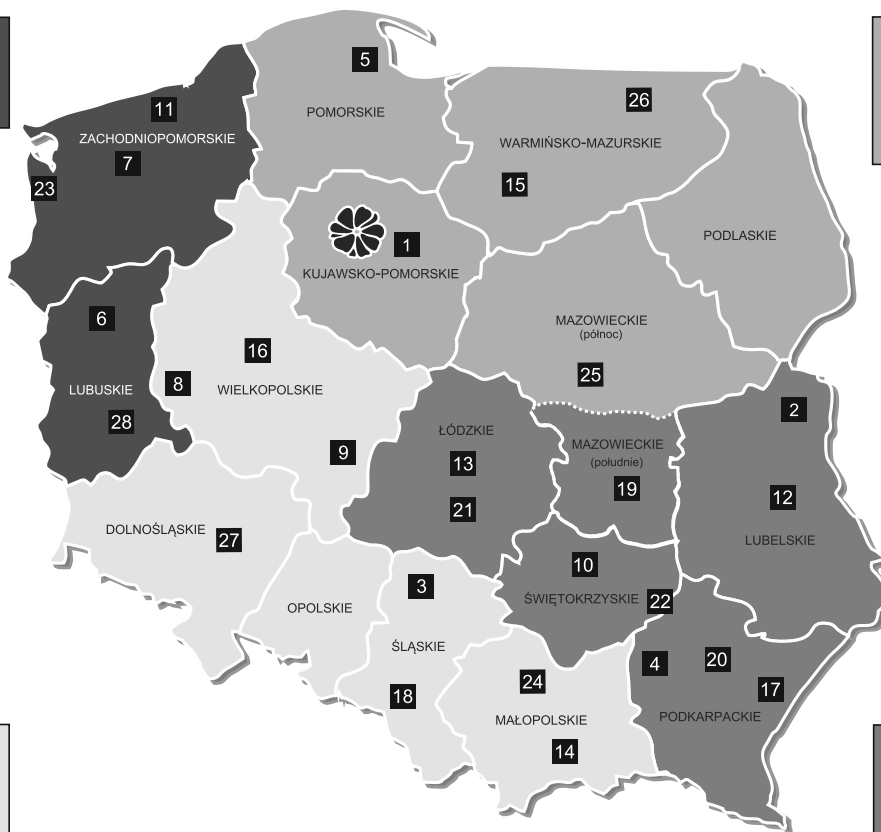 5
POMORSKIE
26
11
ZACHODNIOPOMORSKIE
7
WARMIŃSKO-MAZURSKIE
15
23
1
KUJAWSKO-POMORSKIE
PODLASKIE
6
MAZOWIECKIE
(północ)
16
25
8
WIELKOPOLSKIE
LUBUSKIE
28
2
ŁÓDZKIE
13
9
MAZOWIECKIE
(południe)
19
12
21
DOLNOŚLĄSKIE
27
LUBELSKIE
10
3
ŚWIĘTOKRZYSKIE
22
OPOLSKIE
ŚLĄSKIE
4
20
17
24
18
MAŁOPOLSKIE
PODKARPACKIE
14